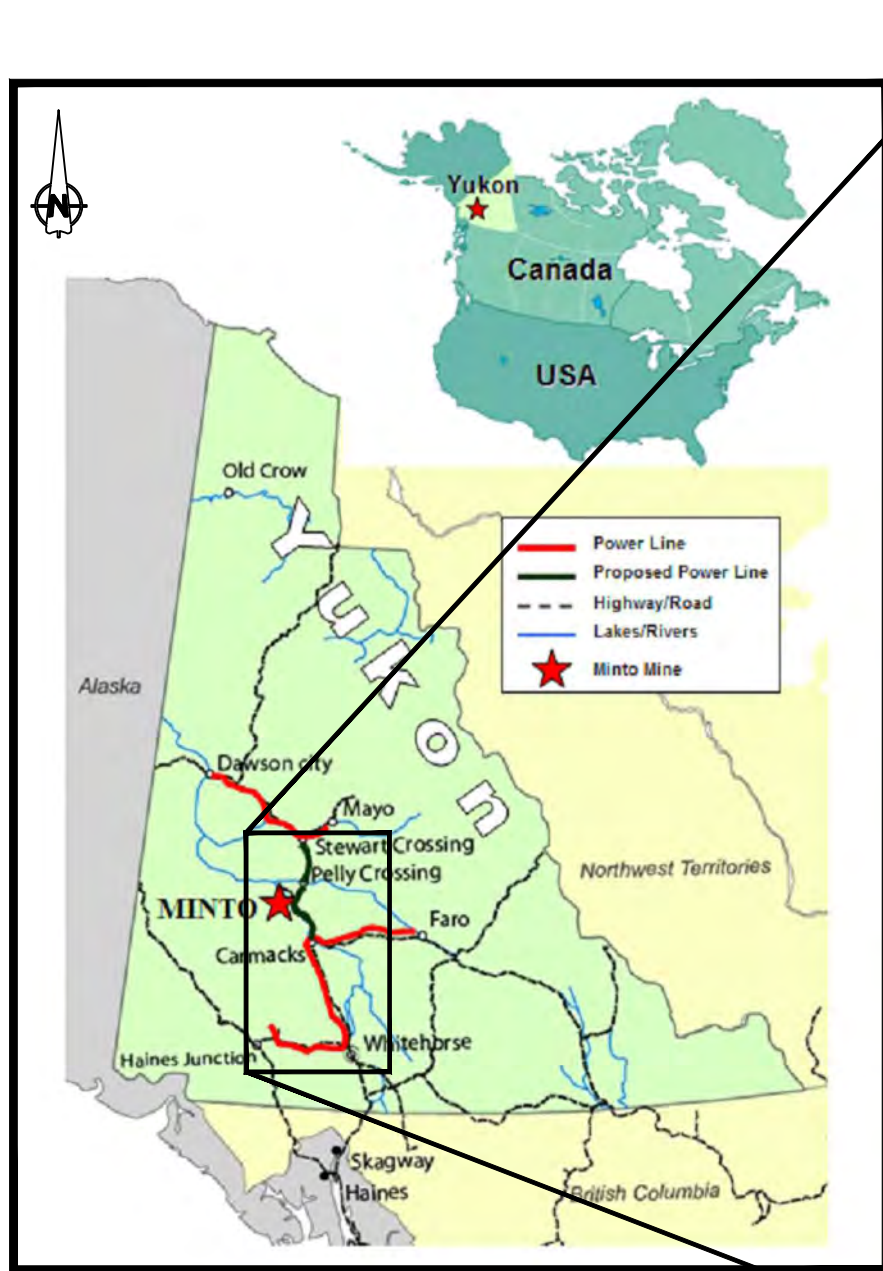 N
Yukon
Canada
USA
Old Crow
Yukon
Power Line
Proposed Power Line
Highway/Road
Lakes/Rivers
Minto Mine
Alaska
Dawson city
Mayo
Stewart Crossing
Pelly Crossing
Northwest Territories
MINTO
Faro
Carmacks
Whitehorse
Haines Junction
Skagway
Haines
British Columbia